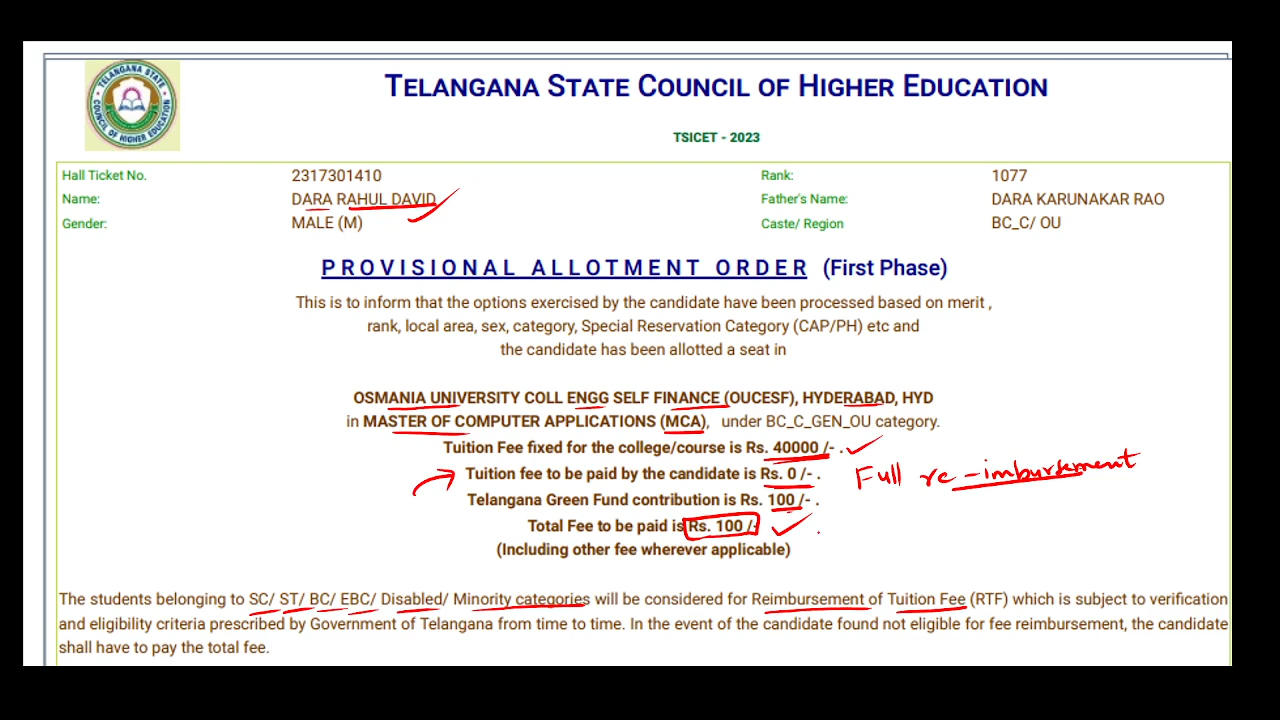 TELANGANA STATE COUNCIL OF HIGHER EDUCATION
TELANGANA STATE COUNCIL OF HIGHER EDUCATION
TSICET - 2023
Hall Ticket No. 2317301410 Rank: 1077
Name: DARA RAHUL DAVID Father's Name: DARA KARUNAKAR RAO
Gender: MALE (M) Caste/ Region BC_C/ OU
PROVISIONAL ALLOTMENT ORDER (First Phase)
This is to inform that the options exercised by the candidate have been processed based on merit ,
rank, local area, sex, category, Special Reservation Category (CAP/PH) etc and
the candidate has been allotted a seat in
OSMANIA UNIVERSITY COLL ENGG SELF FINANCE (OUCESF), HYDERABAD, HYD
in MASTER OF COMPUTER APPLICATIONS (MCA), under BC_C_GEN_OU category.
Tuition Fee fixed for the college/course is Rs. 40000 /- .
Tuition fee to be paid by the candidate is Rs. 0 /- .
Full re-imbursement
Telangana Green Fund contribution is Rs. 100 /- .
Total Fee to be paid is Rs. 100 /-
(Including other fee wherever applicable)
The students belonging to SC/ ST/ BC/ EBC/ Disabled/ Minority categories will be considered for Reimbursement of Tuition Fee (RTF) which is subject to verification
and eligibility criteria prescribed by Government of Telangana from time to time. In the event of the candidate found not eligible for fee reimbursement, the candidate
shall have to pay the total fee.